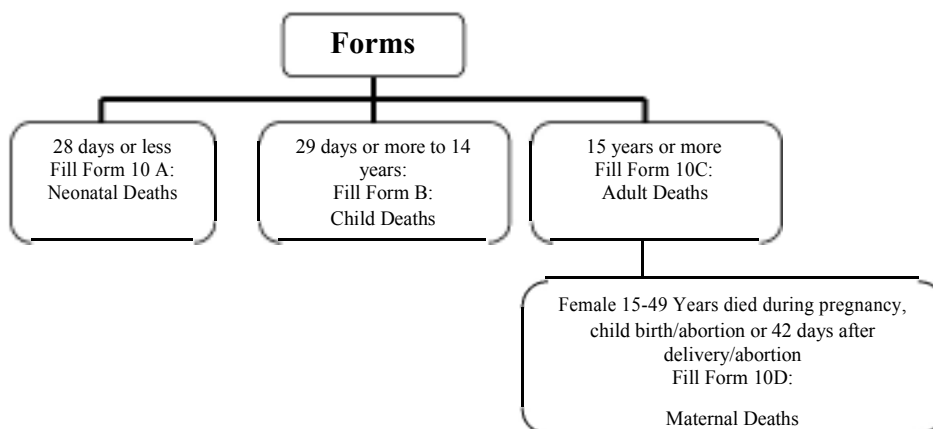 Forms
28 days or less
Fill Form 10 A:
Neonatal Deaths
29 days or more to 14
years:
Fill Form B:
Child Deaths
15 years or more
Fill Form 10C:
Adult Deaths
Female 15-49 Years died during pregnancy,
child birth/abortion or 42 days after
delivery/abortion
Fill Form 10D:
Maternal Deaths